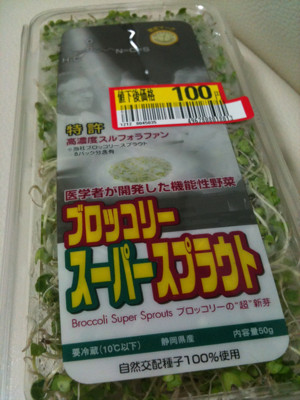 値下後価格 100円
特許
高濃度スルフォラファン
医学者が開発した機能性野菜
ブロッコリー
スーパースプラウト
Broccoli Super Sprouts ブロッコリーの"超"新芽
要冷蔵(10℃以下) 静岡県産 内容量50g
自然交配種子100%使用